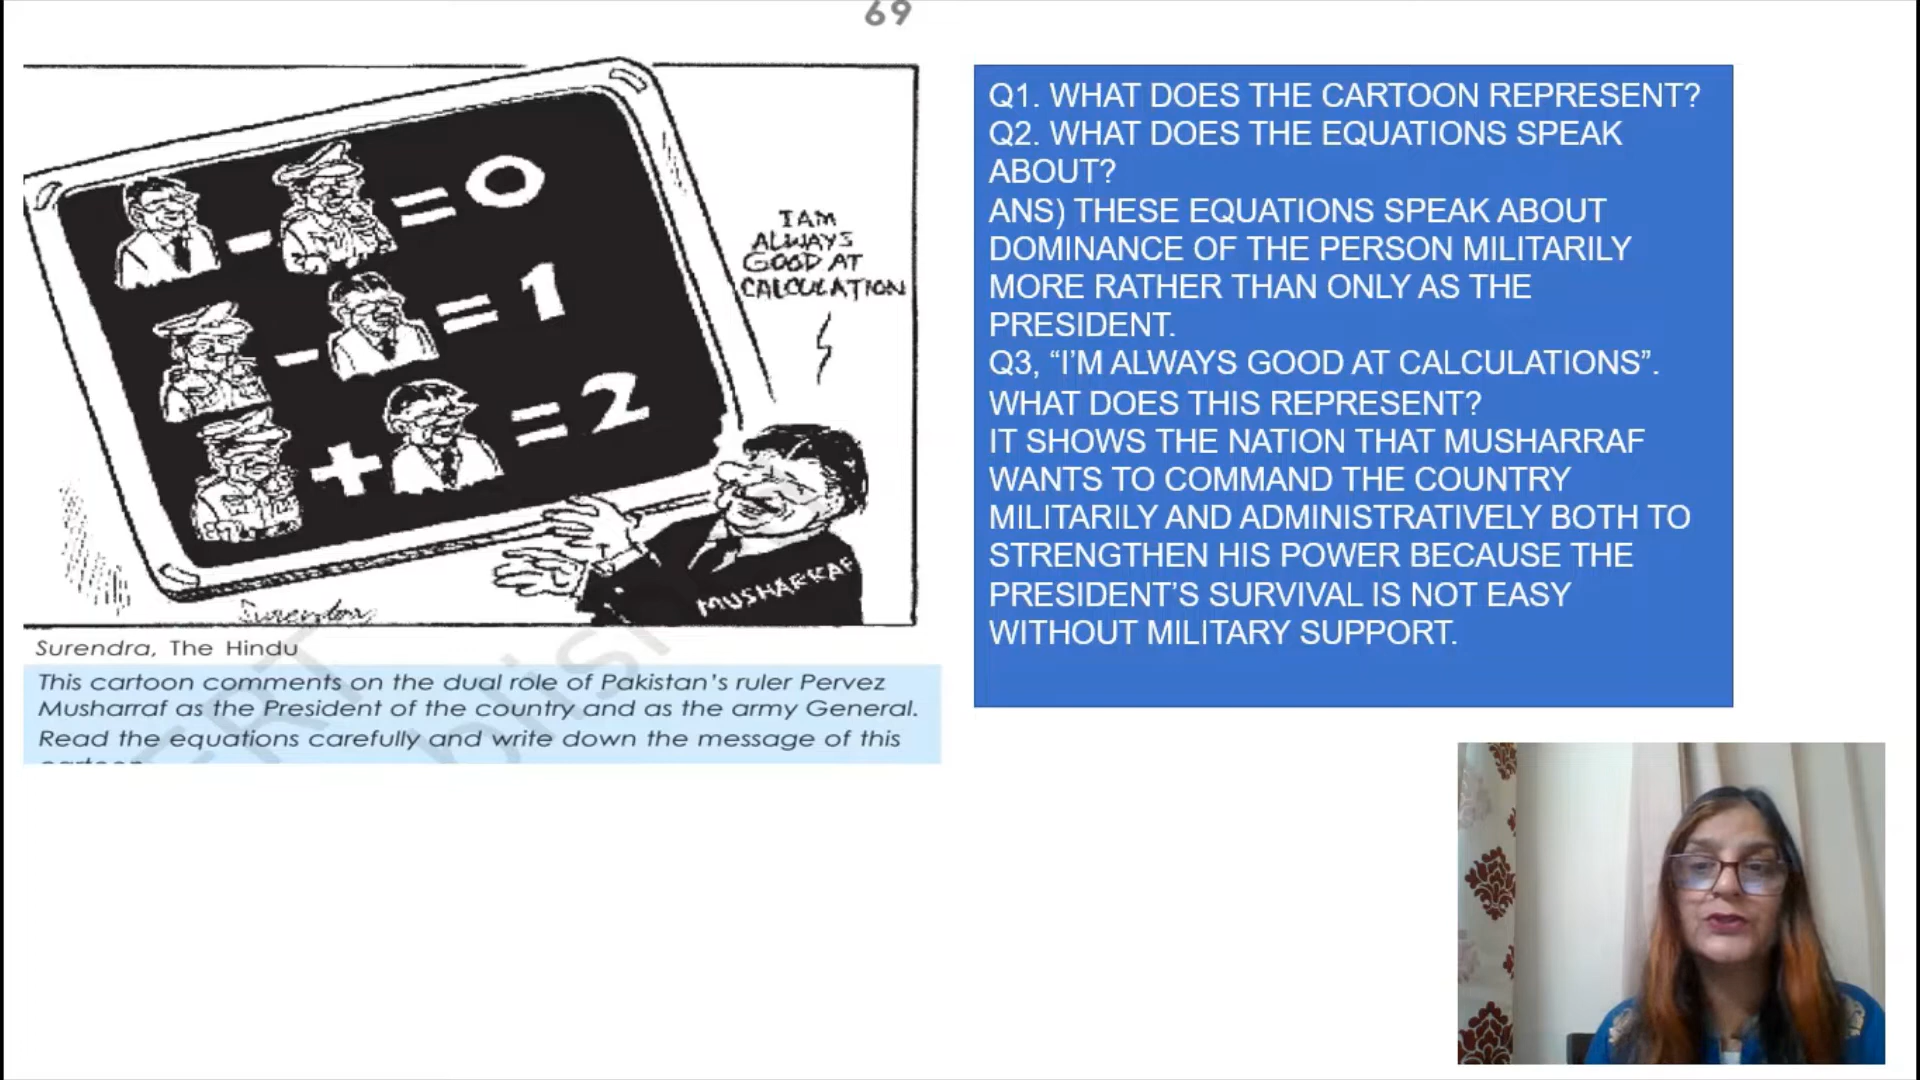 69
= 0
= 1
+ = 2
I AM
ALWAYS
GOOD AT
CALCULATION
MUSHARRAF
Surendra
Surendra, The Hindu
This cartoon comments on the dual role of Pakistan's ruler Pervez
Musharraf as the President of the country and as the army General.
Read the equations carefully and write down the message of this
cartoon.
Q1. WHAT DOES THE CARTOON REPRESENT?
Q2. WHAT DOES THE EQUATIONS SPEAK
ABOUT?
ANS) THESE EQUATIONS SPEAK ABOUT
DOMINANCE OF THE PERSON MILITARILY
MORE RATHER THAN ONLY AS THE
PRESIDENT.
Q3, “I’M ALWAYS GOOD AT CALCULATIONS”.
WHAT DOES THIS REPRESENT?
IT SHOWS THE NATION THAT MUSHARRAF
WANTS TO COMMAND THE COUNTRY
MILITARILY AND ADMINISTRATIVELY BOTH TO
STRENGTHEN HIS POWER BECAUSE THE
PRESIDENT’S SURVIVAL IS NOT EASY
WITHOUT MILITARY SUPPORT.